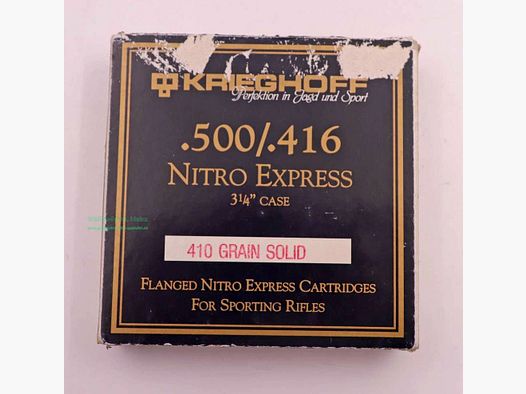 KRIEGHOFF
Perfektion in Jagd und Sport
.500/.416
NITRO EXPRESS
3¼" CASE
410 GRAIN SOLID
FLANGED NITRO EXPRESS CARTRIDGES
FOR SPORTING RIFLES